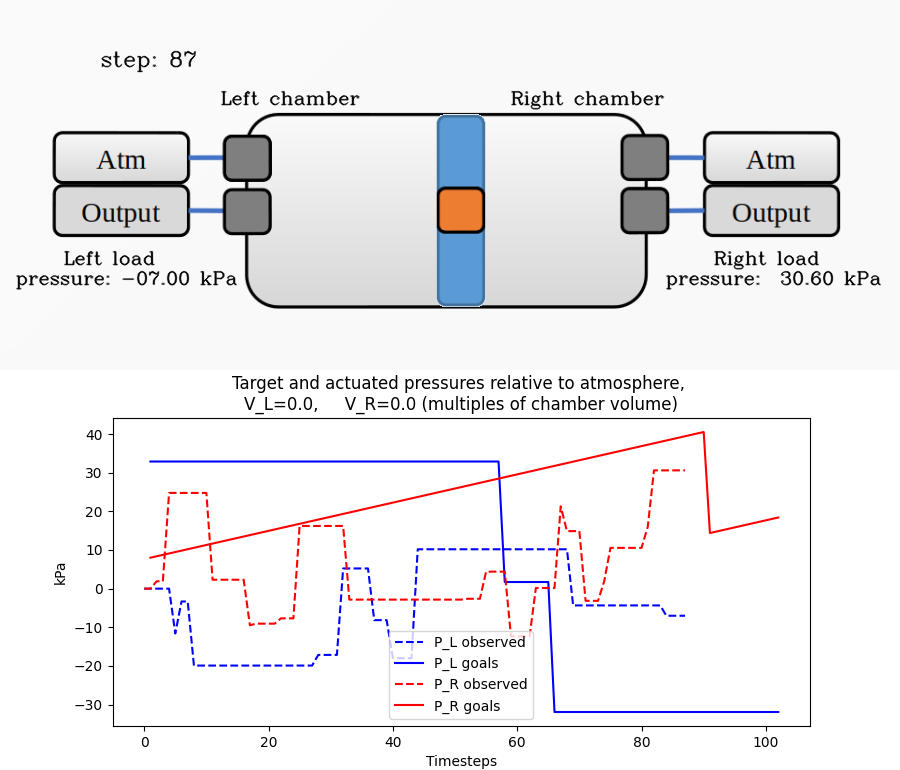 step: 87
Left chamber
Right chamber
Atm
Output
Atm
Output
Left load
pressure: -07.00 kPa
Right load
pressure:  30.60 kPa
Target and actuated pressures relative to atmosphere,
V_L=0.0,     V_R=0.0 (multiples of chamber volume)
40
30
20
10
0
−10
−20
−30
kPa
P_L observed
P_L goals
P_R observed
P_R goals
0 20 40 60 80 100
Timesteps